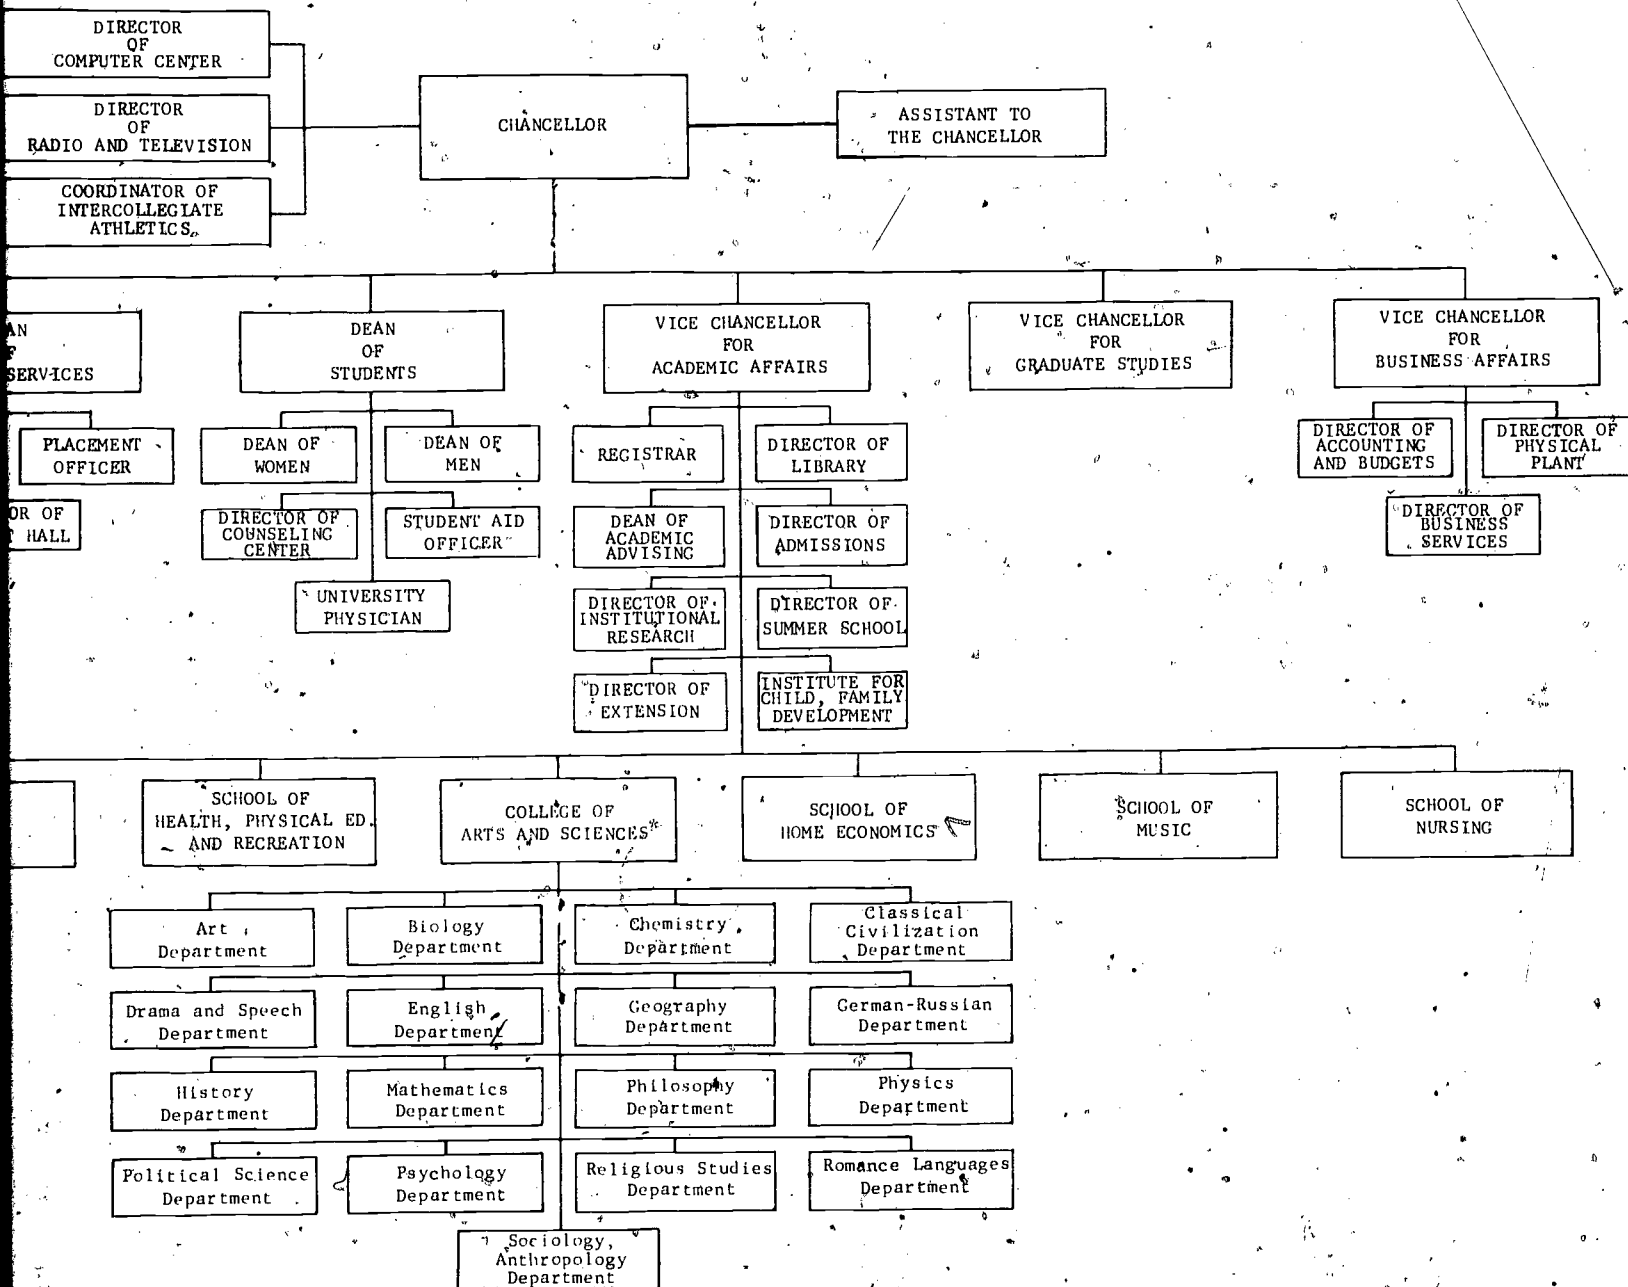 DIRECTOR
OF
COMPUTER CENTER
DIRECTOR
OF
RADIO AND TELEVISION
COORDINATOR OF
INTERCOLLEGIATE
ATHLETICS
CHANCELLOR
ASSISTANT TO
THE CHANCELLOR
AN
F
SERVICES
DEAN
OF
STUDENTS
VICE CHANCELLOR
FOR
ACADEMIC AFFAIRS
VICE CHANCELLOR
FOR
GRADUATE STUDIES
VICE CHANCELLOR
FOR
BUSINESS AFFAIRS
PLACEMENT
OFFICER
OR OF
HALL
DEAN OF
WOMEN
DEAN OF
MEN
DIRECTOR OF
COUNSELING
CENTER
STUDENT AID
OFFICER
UNIVERSITY
PHYSICIAN
REGISTRAR
DIRECTOR OF
LIBRARY
DEAN OF
ACADEMIC
ADVISING
DIRECTOR OF
ADMISSIONS
DIRECTOR OF
INSTITUTIONAL
RESEARCH
DIRECTOR OF
SUMMER SCHOOL
DIRECTOR OF
EXTENSION
INSTITUTE FOR
CHILD, FAMILY
DEVELOPMENT
DIRECTOR OF
ACCOUNTING
AND BUDGETS
DIRECTOR OF
PHYSICAL
PLANT
DIRECTOR OF
BUSINESS
SERVICES
SCHOOL OF
HEALTH, PHYSICAL ED.
AND RECREATION
COLLEGE OF
ARTS AND SCIENCES*
SCHOOL OF
HOME ECONOMICS
SCHOOL OF
MUSIC
SCHOOL OF
NURSING
Art
Department
Biology
Department
Chemistry
Department
Classical
Civilization
Department
Drama and Speech
Department
English
Department
Geography
Department
German-Russian
Department
History
Department
Mathematics
Department
Philosophy
Department
Physics
Department
Political Science
Department
Psychology
Department
Religious Studies
Department
Romance Languages
Department
Sociology,
Anthropology
Department